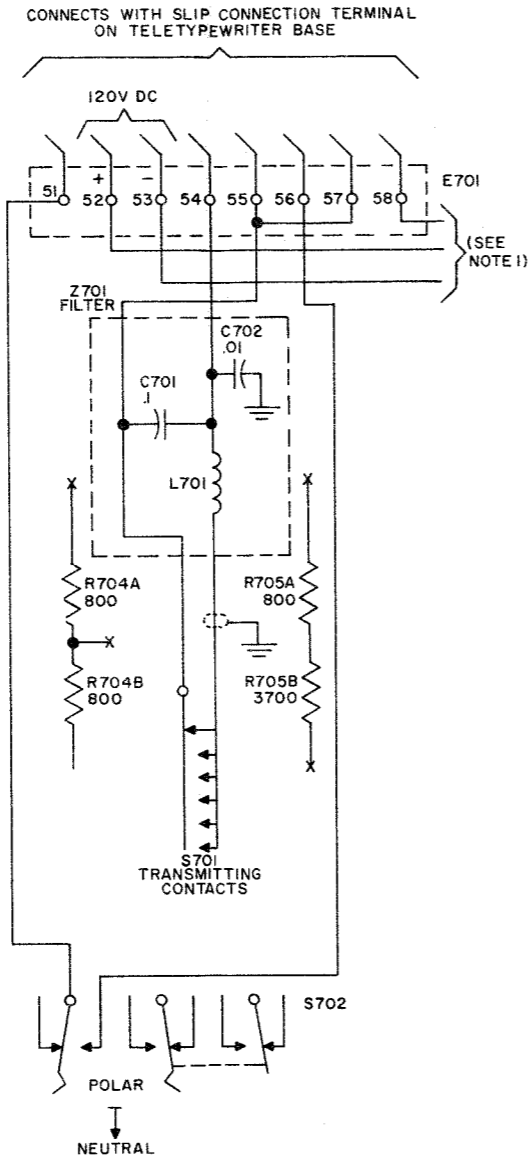 CONNECTS WITH SLIP CONNECTION TERMINAL
ON TELETYPEWRITER BASE
120V DC
+ -
51 52 53 54 55 56 57 58 E701
(SEE
NOTE 1)
Z701
FILTER
C702
.01
C701
.1
L701
X X
R704A
800
R705A
800
X
R704B
800
R705B
3700
X
S701
TRANSMITTING
CONTACTS
S702
POLAR
NEUTRAL